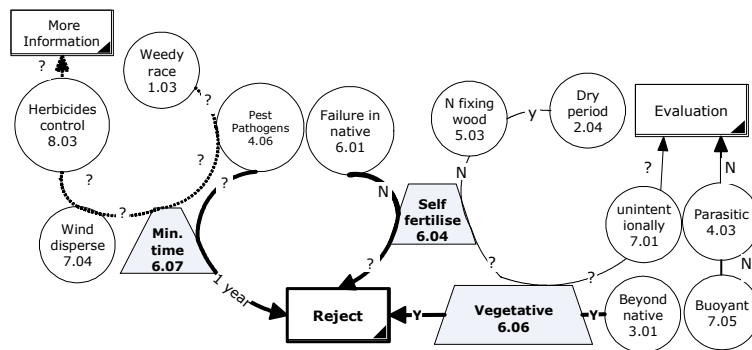 More
Information
?
Herbicides
control
8.03
?
Wind
disperse
7.04
?
Weedy
race
1.03
?
?
Pest
Pathogens
4.06
?
Min.
time
6.07
1 year
Failure in
native
6.01
N
Self
fertilise
6.04
?
Reject
N fixing
wood
5.03
y
Dry
period
2.04
N
?
Vegetative
6.06
Y
Y
Beyond
native
3.01
?
unintent
ionally
7.01
?
Evaluation
N
Parasitic
4.03
N
Buoyant
7.05